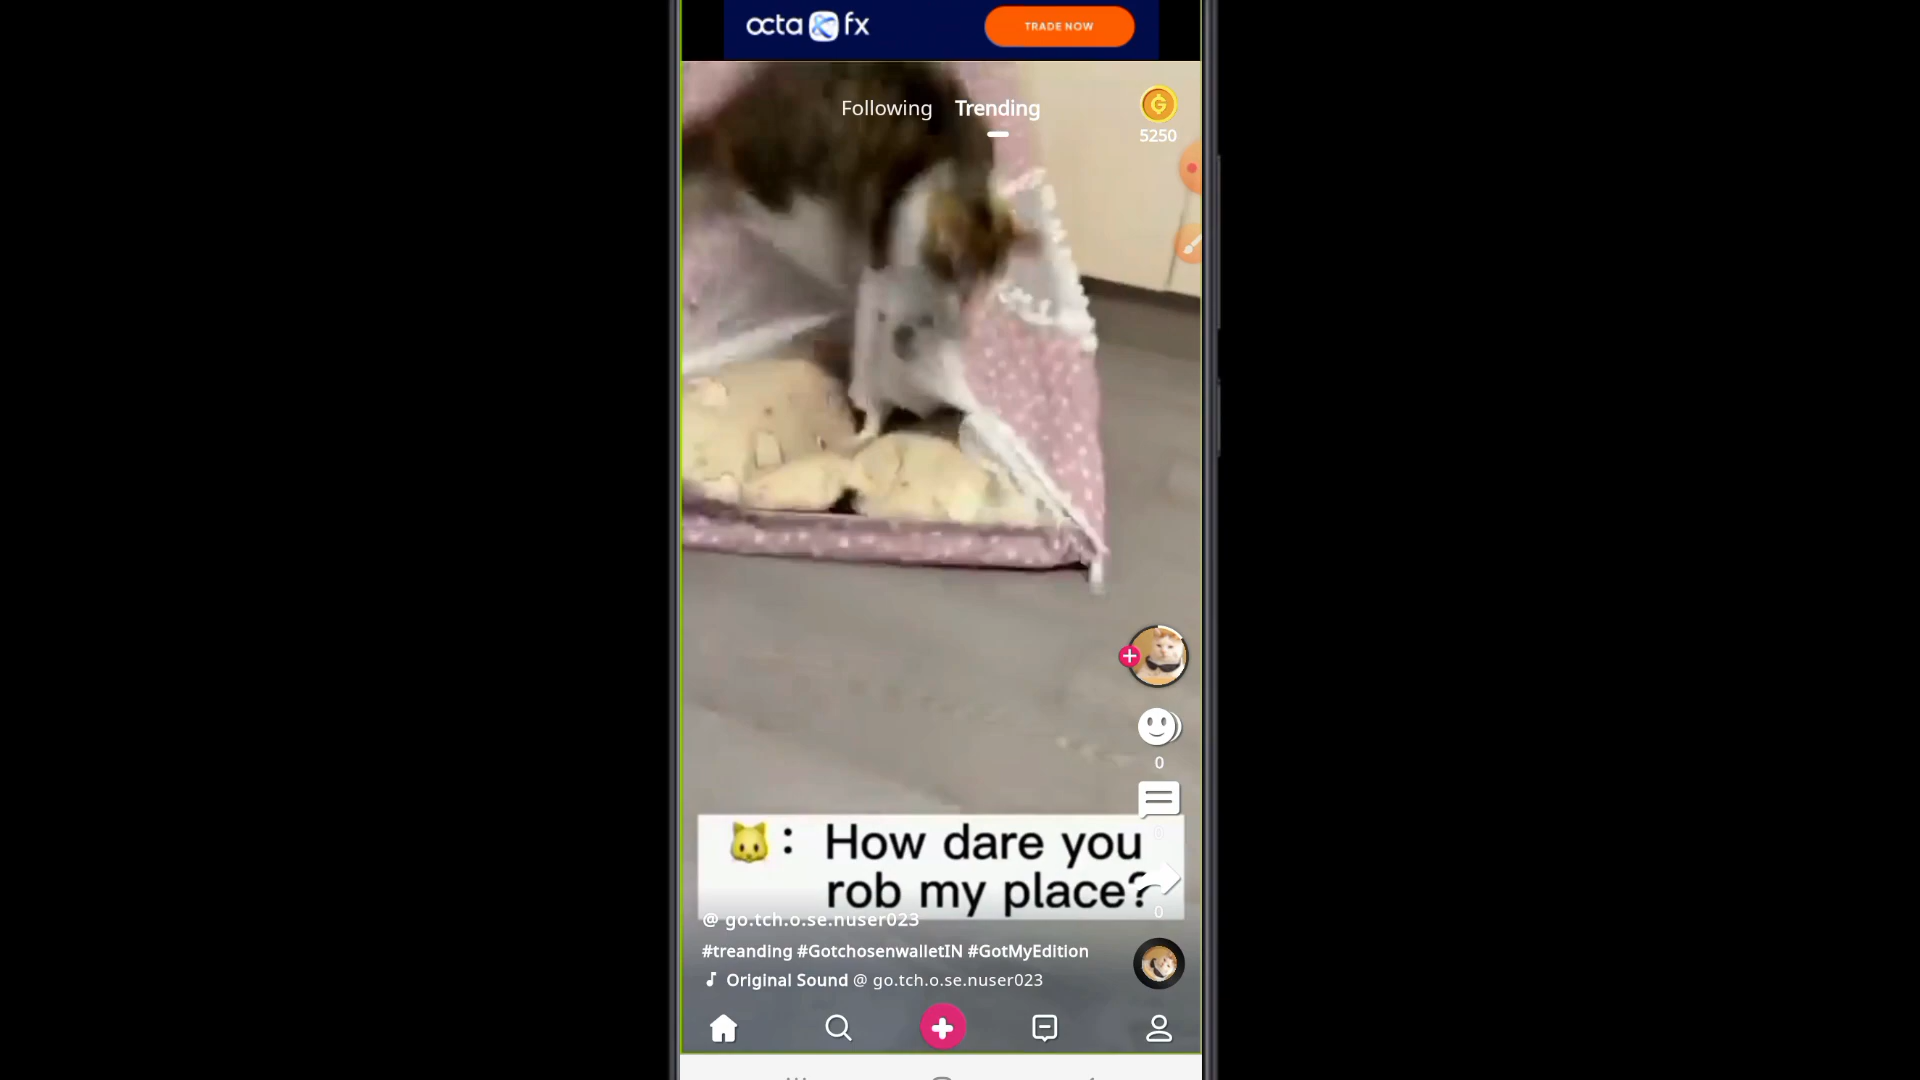 octa fx
TRADE NOW
Following Trending
5250
0
: How dare you
rob my place?
0
@ go.tch.o.se.nuser023
#treanding #GotchosenwalletIN #GotMyEdition
Original Sound @ go.tch.o.se.nuser023